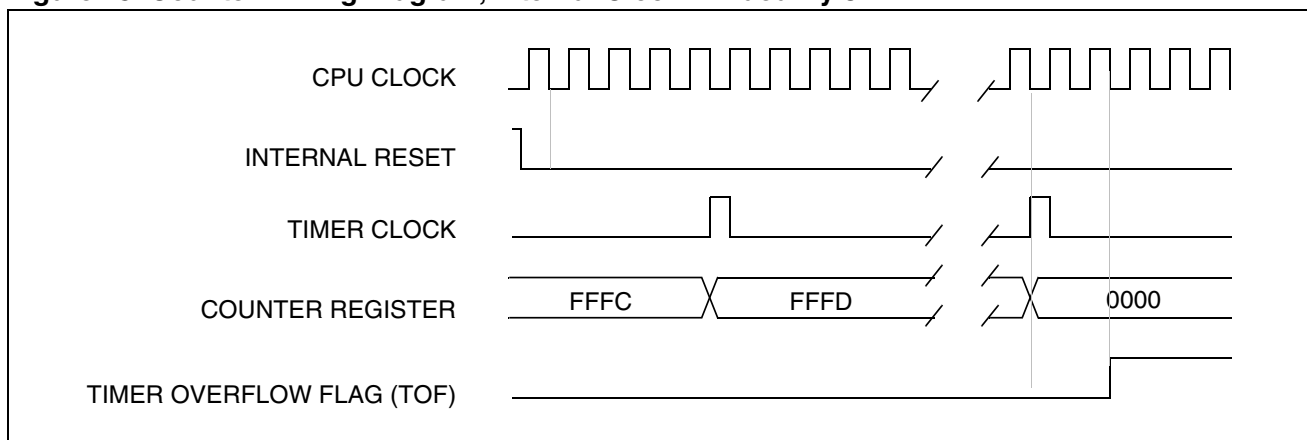 CPU CLOCK
INTERNAL RESET
TIMER CLOCK
COUNTER REGISTER
FFFC
FFFD
0000
TIMER OVERFLOW FLAG (TOF)